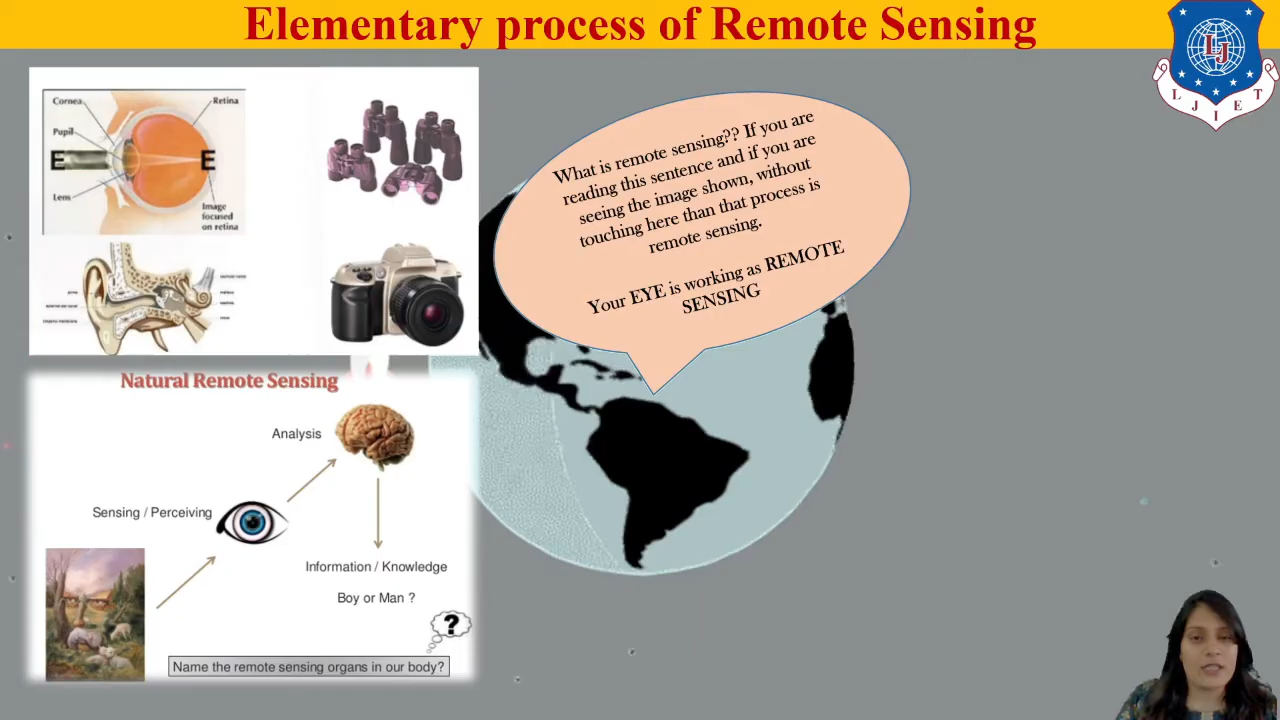 Elementary process of Remote Sensing
L J
L J I E T
Cornea
Retina
Pupil
E
E
Lens
Image
focused
on retina
What is remote sensing?? If you are
reading this sentence and if you are
seeing the image shown, without
touching here than that process is
remote sensing.
Your EYE is working as REMOTE
SENSING
Natural Remote Sensing
Analysis
Sensing / Perceiving
Information / Knowledge
Boy or Man ?
?
Name the remote sensing organs in our body?